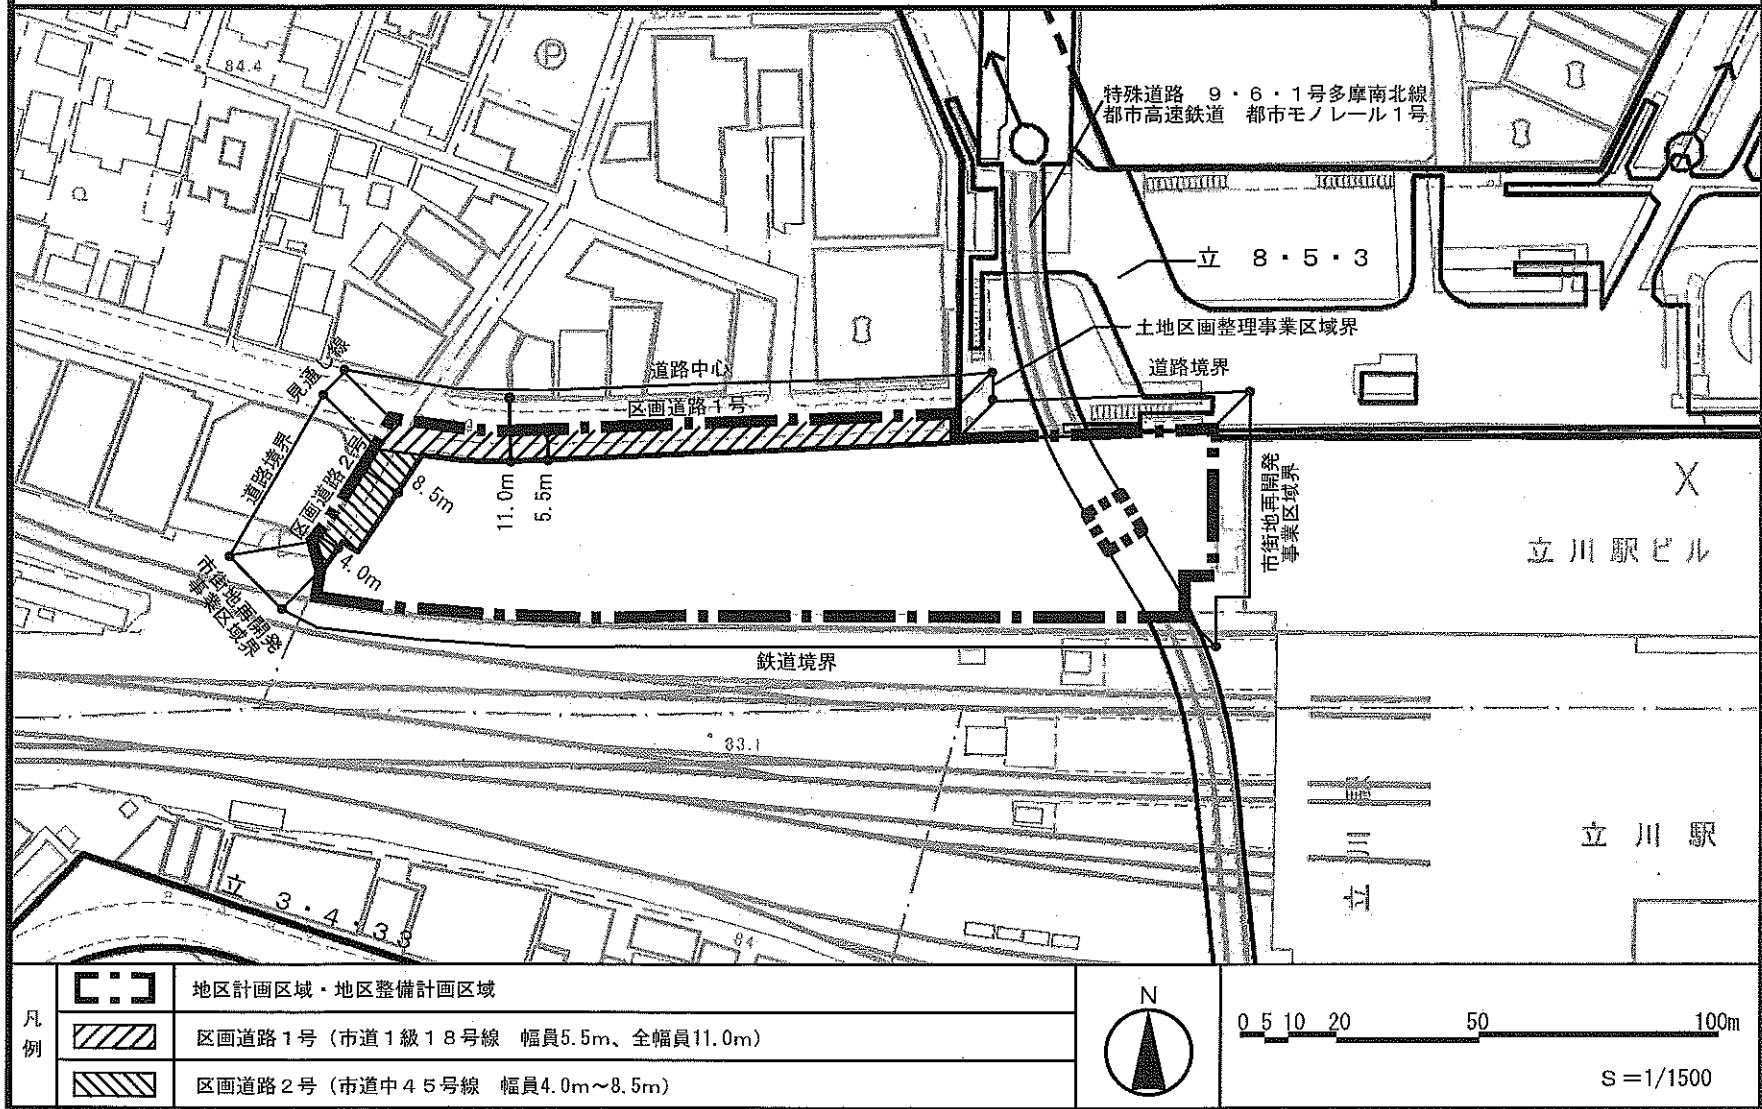 84.4
P
特殊道路 9・6・1号多摩南北線
都市高速鉄道 都市モノレール1号
立 8・5・3
土地区画整理事業区域界
見通し線
道路中心
道路境界
区画道路1号
道路境界
区画道路2号
8.5m
11.0m
5.5m
4.0m
市街地再開発
事業区域界
市街地再開発
事業区域界
X
立川駅ビル
鉄道境界
83.1
立川駅
立 3・4・33
84
凡例
地区計画区域・地区整備計画区域
区画道路1号(市道1級18号線 幅員5.5m、全幅員11.0m)
区画道路2号(市道中45号線 幅員4.0m~8.5m)
N
0 5 10 20 50 100m
S=1/1500